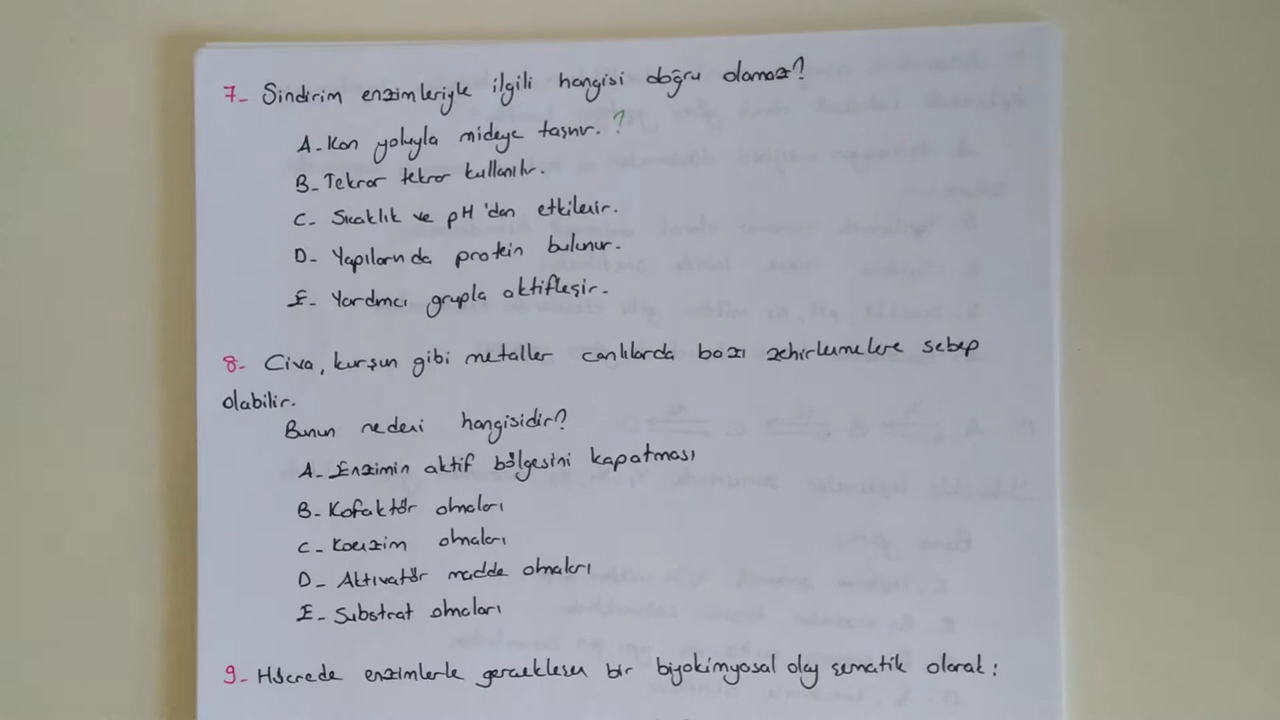 7- Sindirim enzimleriyle ilgili hangisi doğru olamaz?
A- Kan yoluyla mideye taşınır. ?
B- Tekrar tekrar kullanılır.
C- Sıcaklık ve pH'dan etkilenir.
D- Yapılarında protein bulunur.
E- Yardımcı grupla aktifleşir.
8- Civa, kurşun gibi metaller canlılarda bazı zehirlenmelere sebep
olabilir.
Bunun nedeni hangisidir?
A- Enzimin aktif bölgesini kapatması
B- Kofaktör olmaları
C- Koenzim olmaları
D- Aktivatör madde olmaları
E- Substrat olmaları
9- Hücrede enzimlerle gerçekleşen bir biyokimyasal olay şematik olarak: